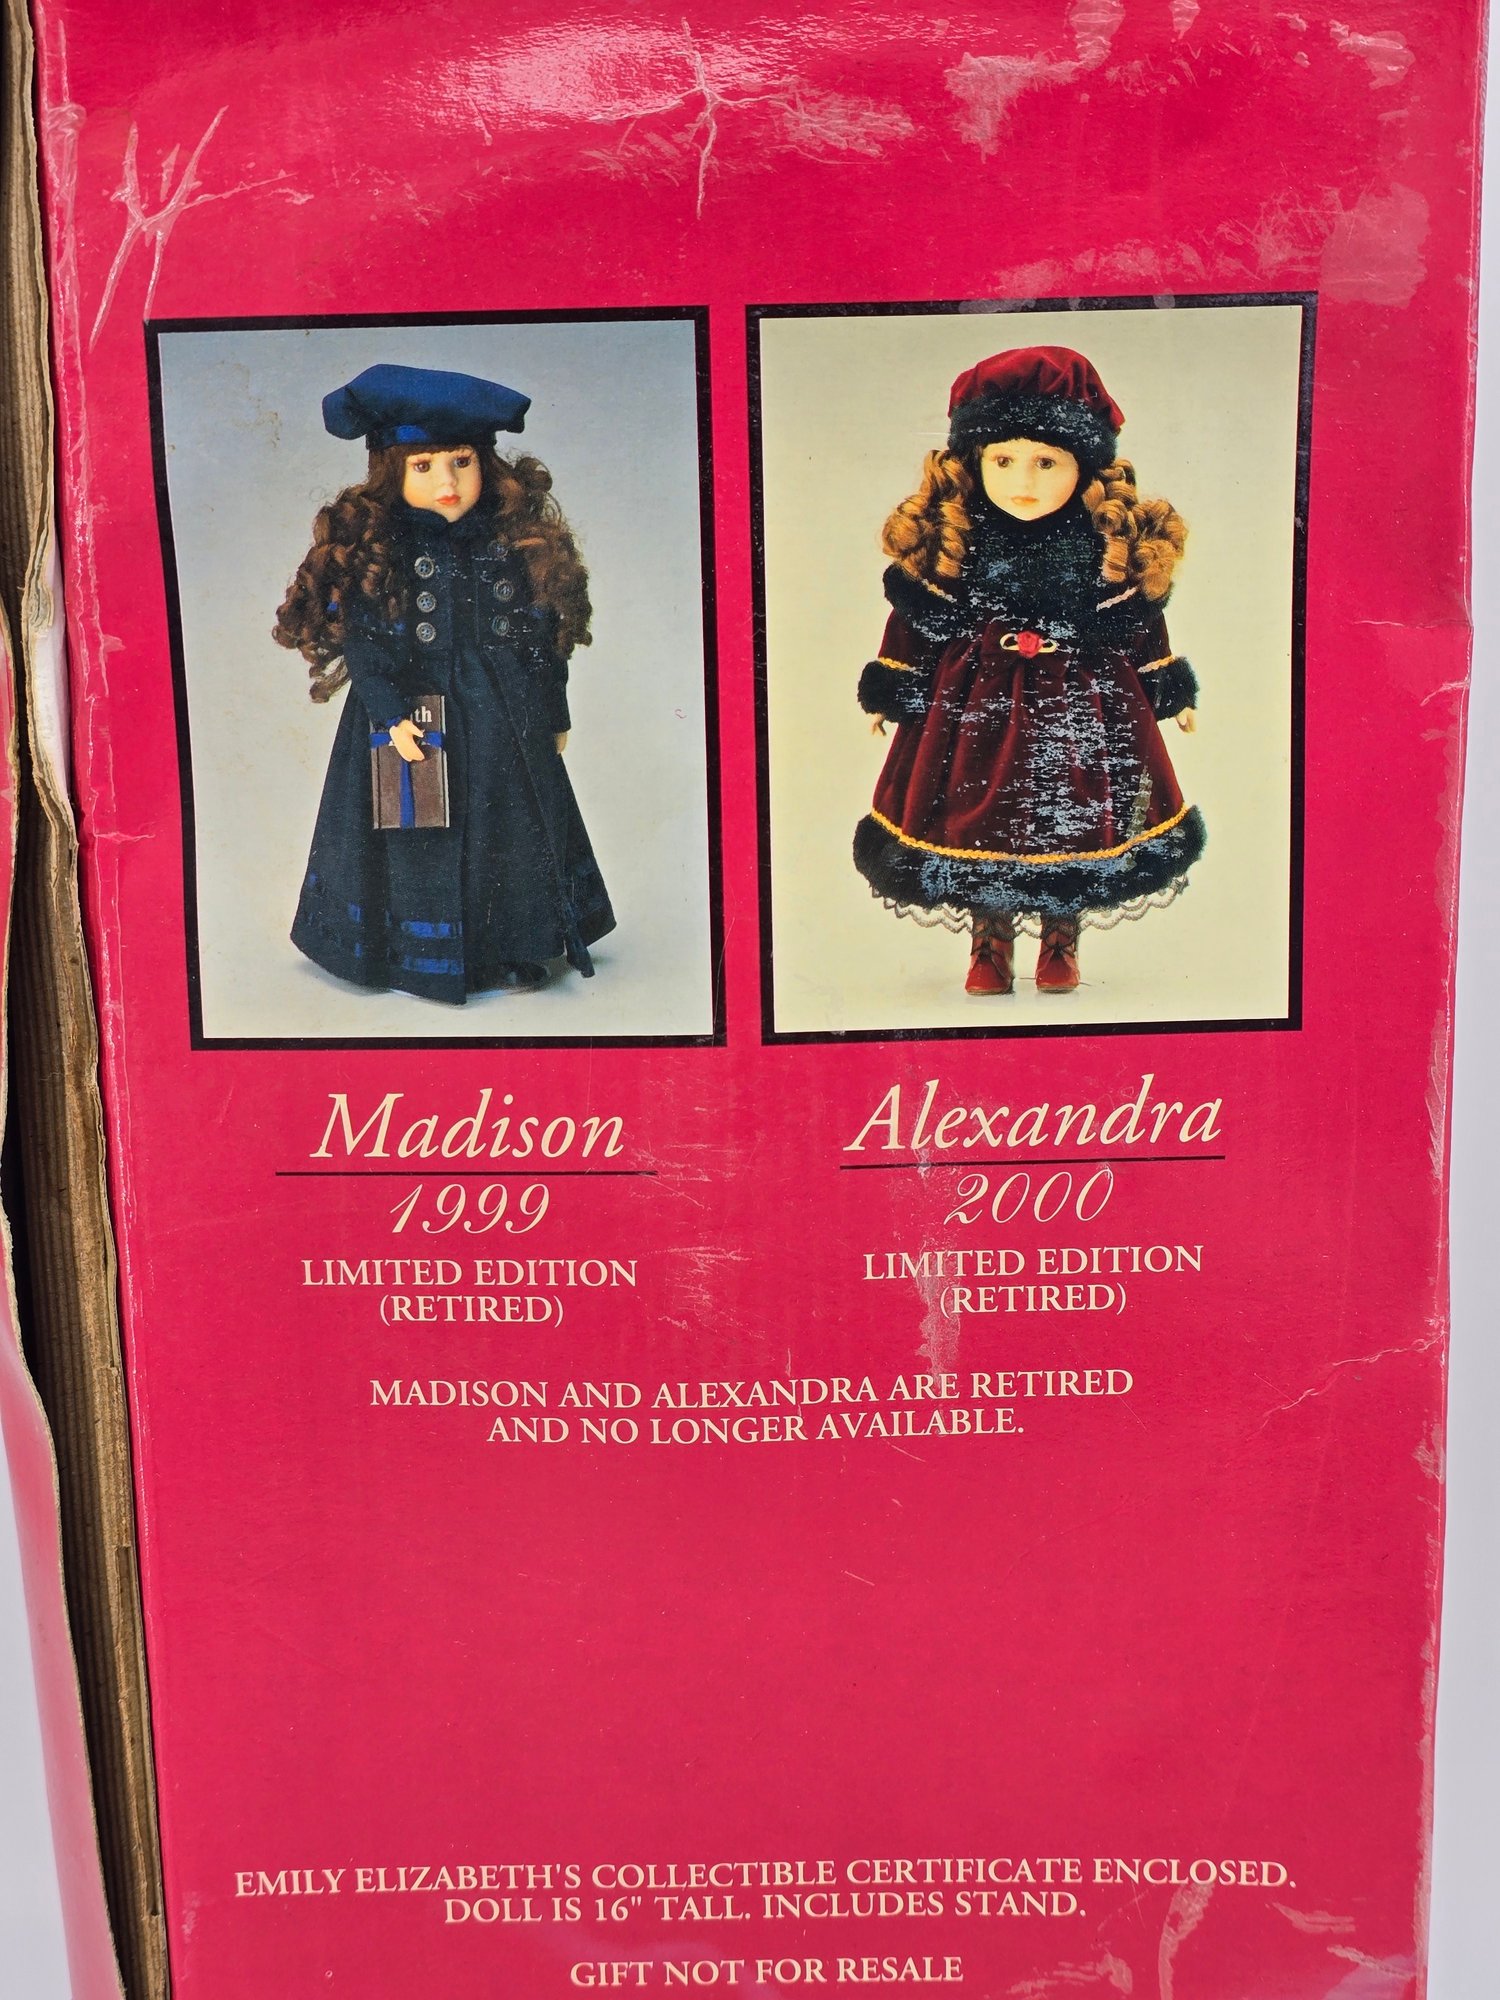 th
Madison
1999
LIMITED EDITION
(RETIRED)
Alexandra
2000
LIMITED EDITION
(RETIRED)
MADISON AND ALEXANDRA ARE RETIRED
AND NO LONGER AVAILABLE.
EMILY ELIZABETH'S COLLECTIBLE CERTIFICATE ENCLOSED.
DOLL IS 16" TALL. INCLUDES STAND.
GIFT NOT FOR RESALE